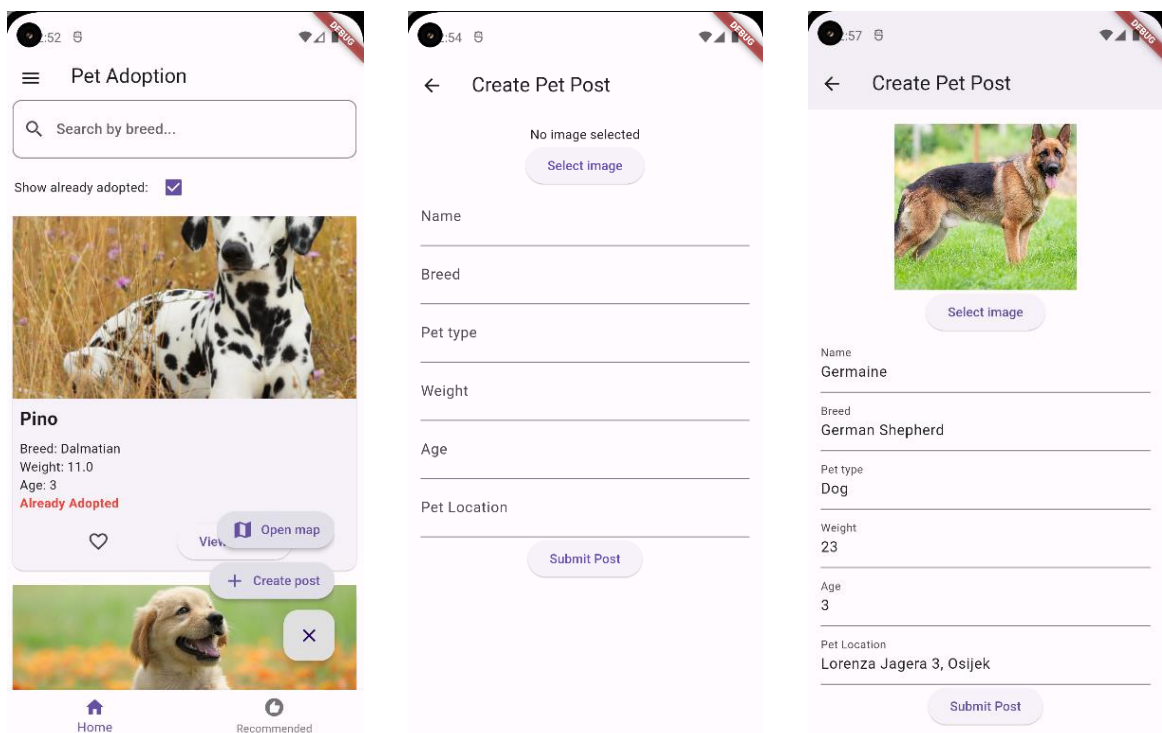 :52
DEBUG
Pet Adoption
Search by breed...
Show already adopted:
Pino
Breed: Dalmatian
Weight: 11.0
Age: 3
Already Adopted
Open map
Create post
Home
Recommended
:54
DEBUG
Create Pet Post
No image selected
Select image
Name
Breed
Pet type
Weight
Age
Pet Location
Submit Post
:57
DEBUG
Create Pet Post
Select image
Name
Germaine
Breed
German Shepherd
Pet type
Dog
Weight
23
Age
3
Pet Location
Lorenza Jagera 3, Osijek
Submit Post